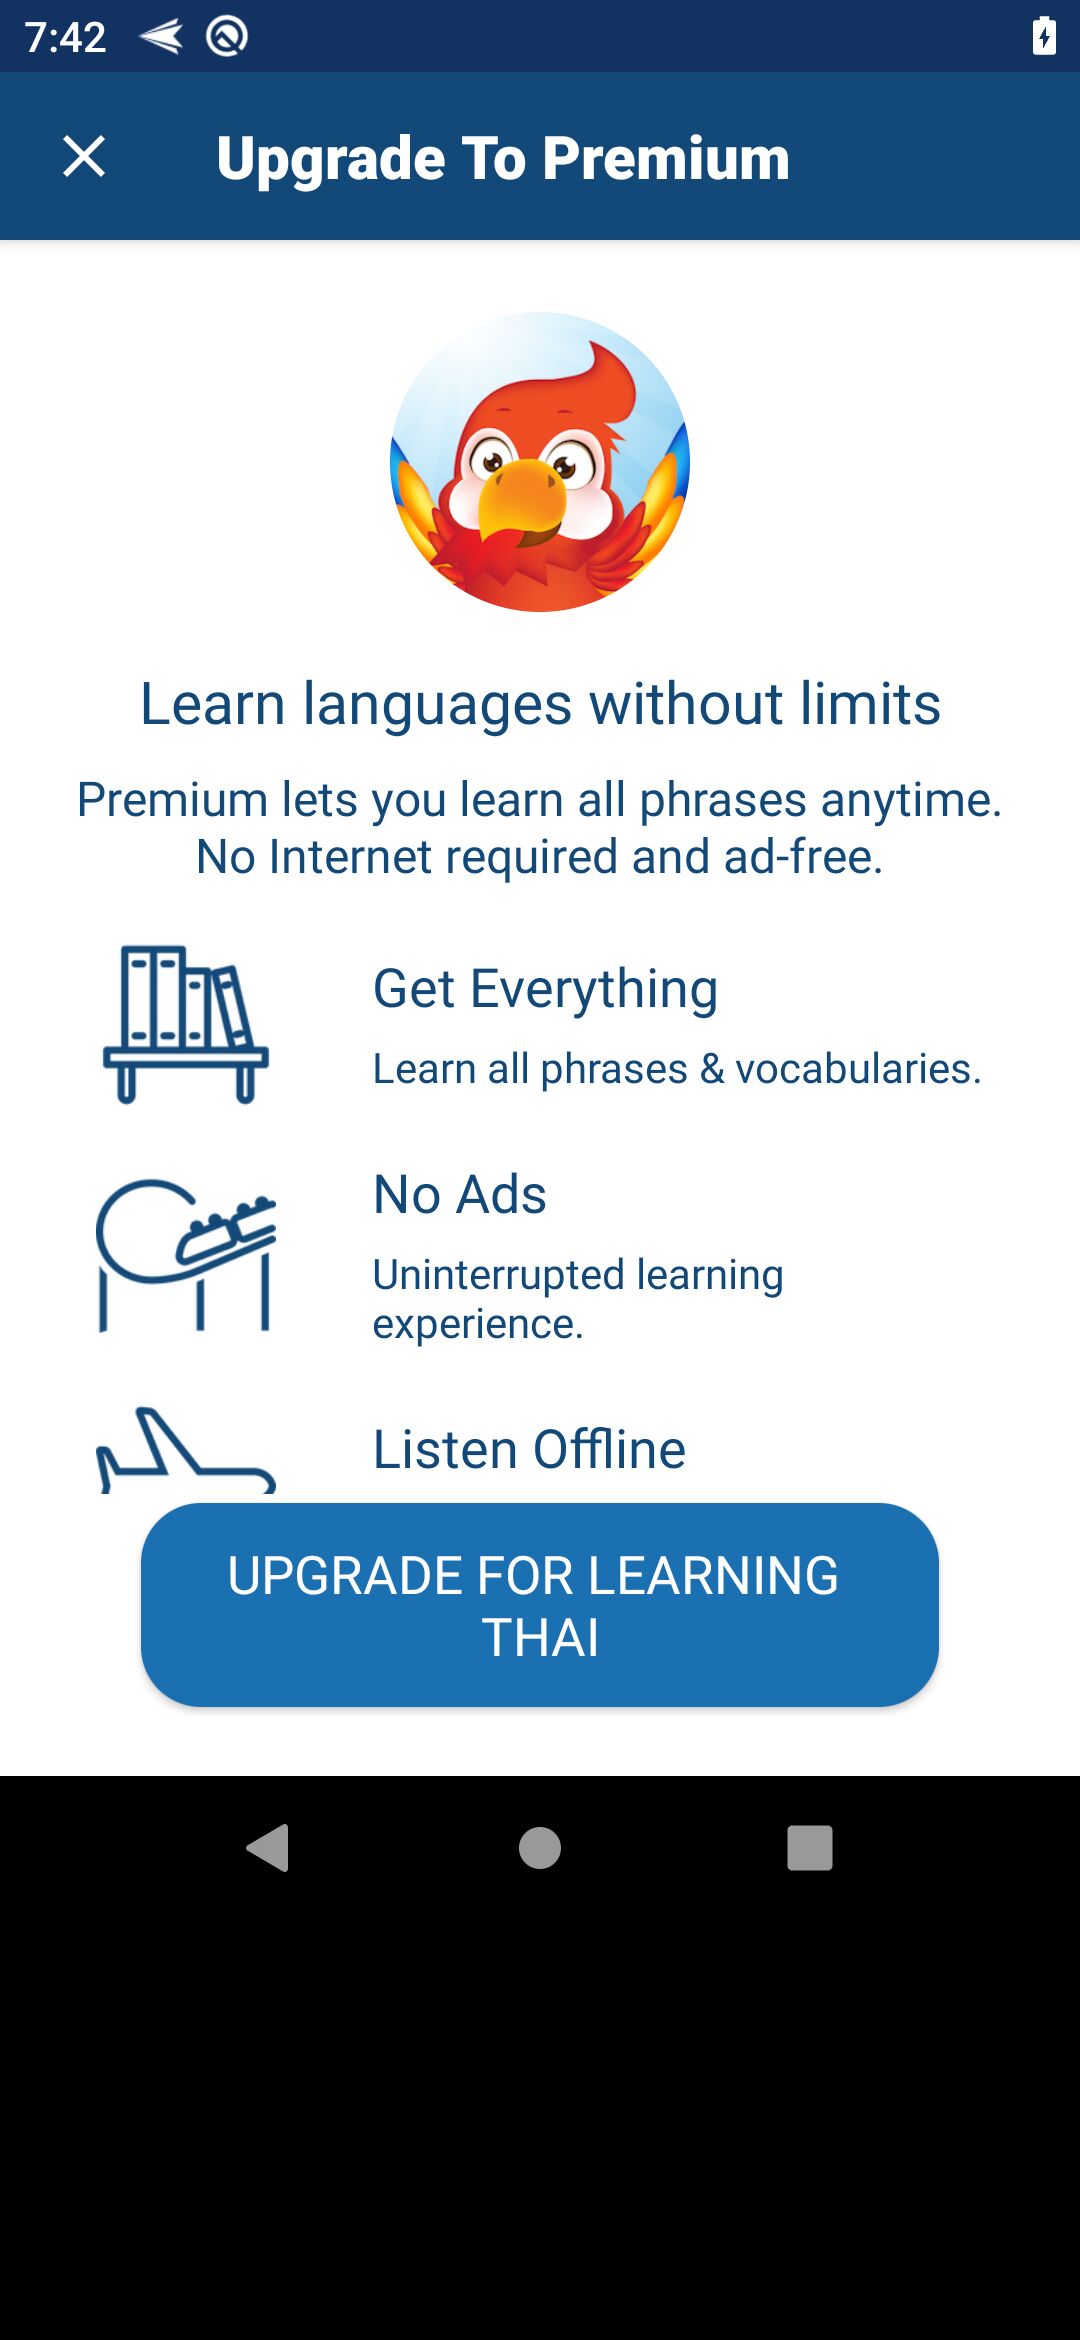 7:42
Upgrade To Premium
Learn languages without limits
Premium lets you learn all phrases anytime.
No Internet required and ad-free.
Get Everything
Learn all phrases & vocabularies.
No Ads
Uninterrupted learning
experience.
Listen Offline
UPGRADE FOR LEARNING
THAI